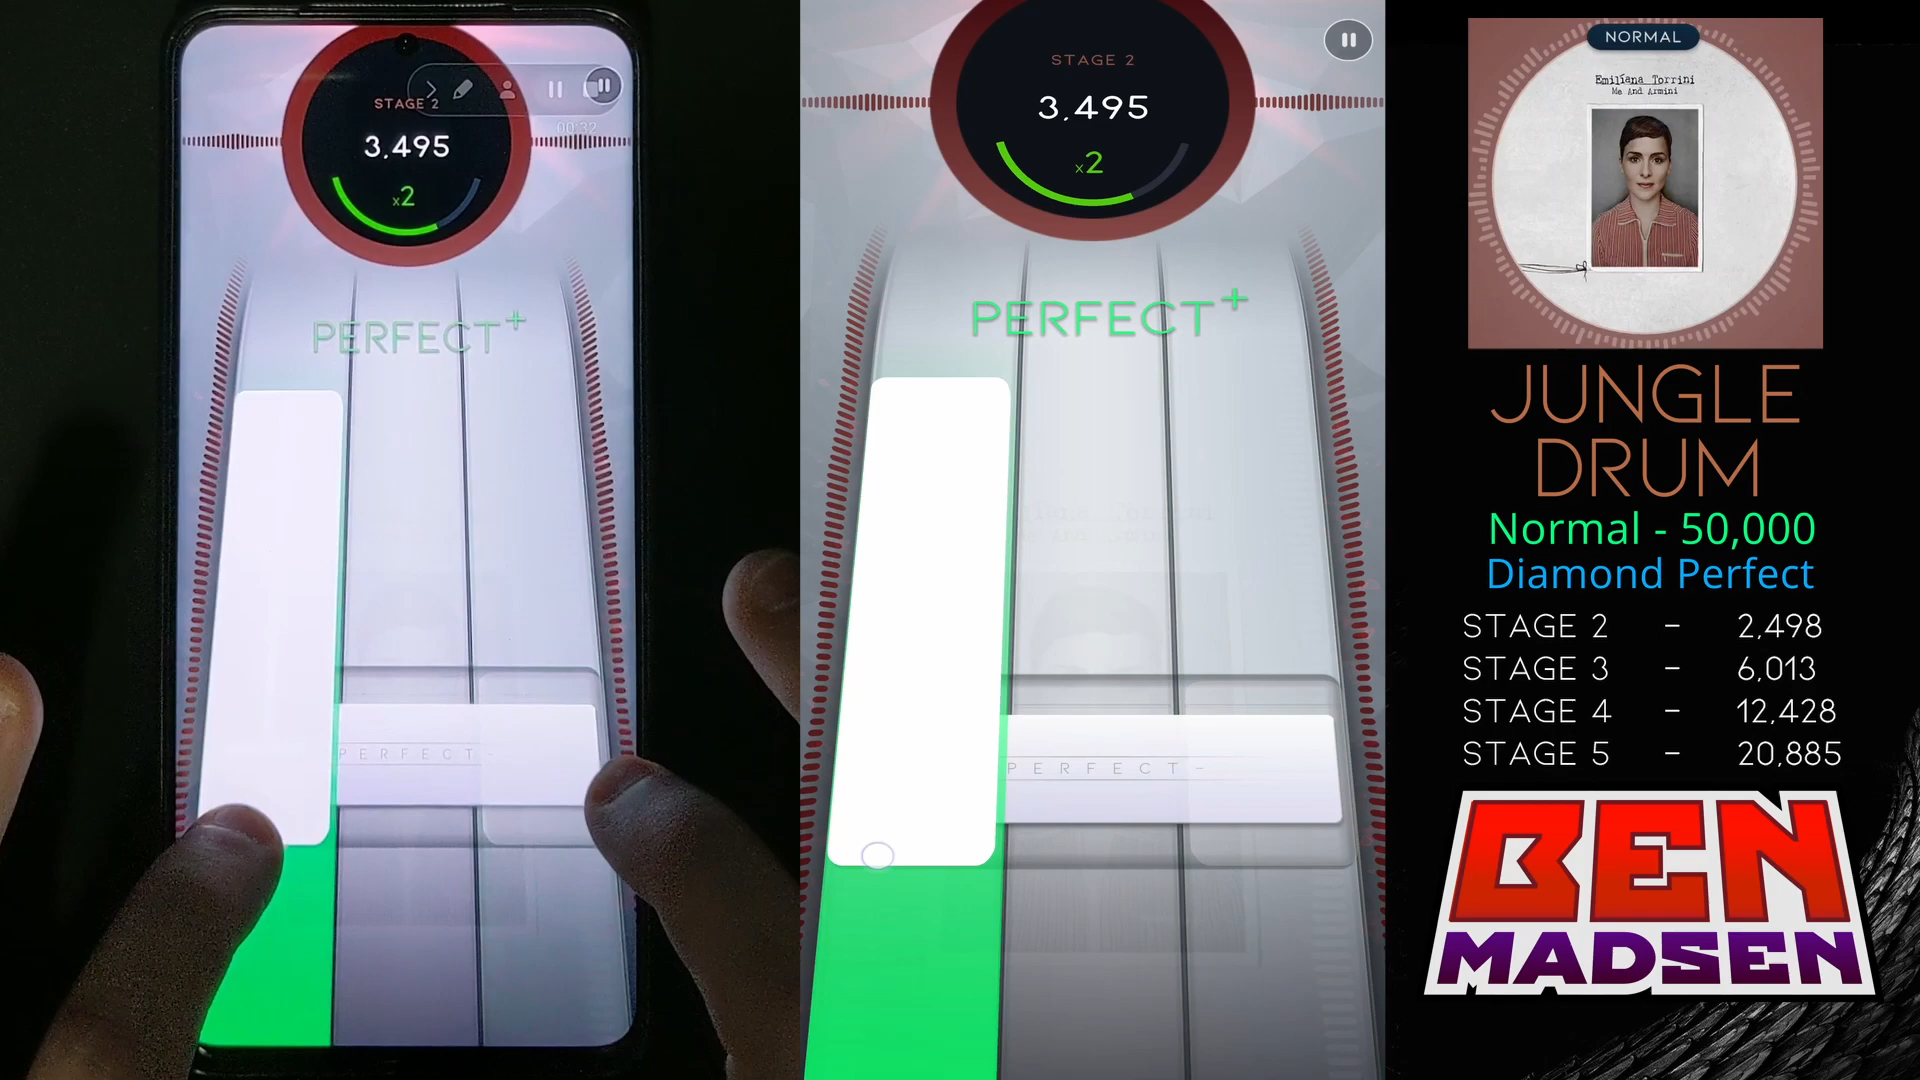 STAGE 2
3,495
x2
00:32
PERFECT+
PERFECT-
STAGE 2
3,495
x2
PERFECT+
PERFECT-
NORMAL
Emilíana Torrini
Me And Armini
JUNGLE
DRUM
Normal - 50,000
Diamond Perfect
STAGE 2 - 2,498
STAGE 3 - 6,013
STAGE 4 - 12,428
STAGE 5 - 20,885
BEN
MADSEN